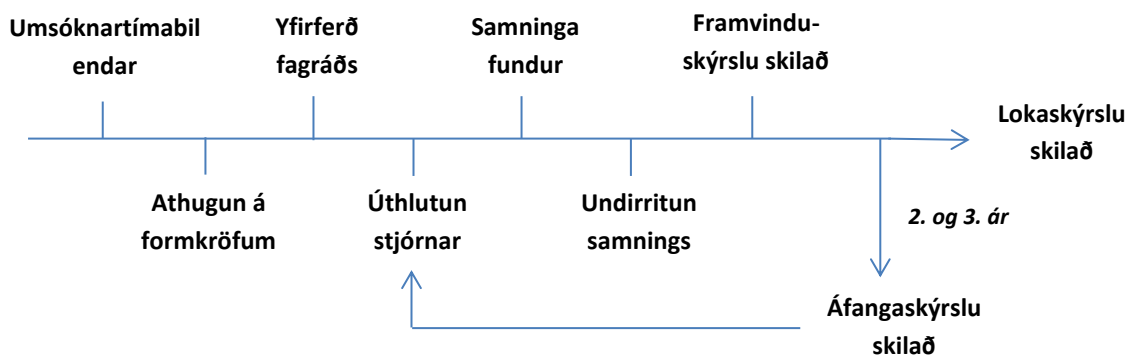 Umsóknartímabil
endar
Yfirferð
fagráðs
Samninga
fundur
Framvindu-
skýrslu skilað
Lokaskýrslu
skilað
Athugun á
formkröfum
Úthlutun
stjórnar
Undirritun
samnings
2. og 3. ár
Áfangaskýrslu
skilað